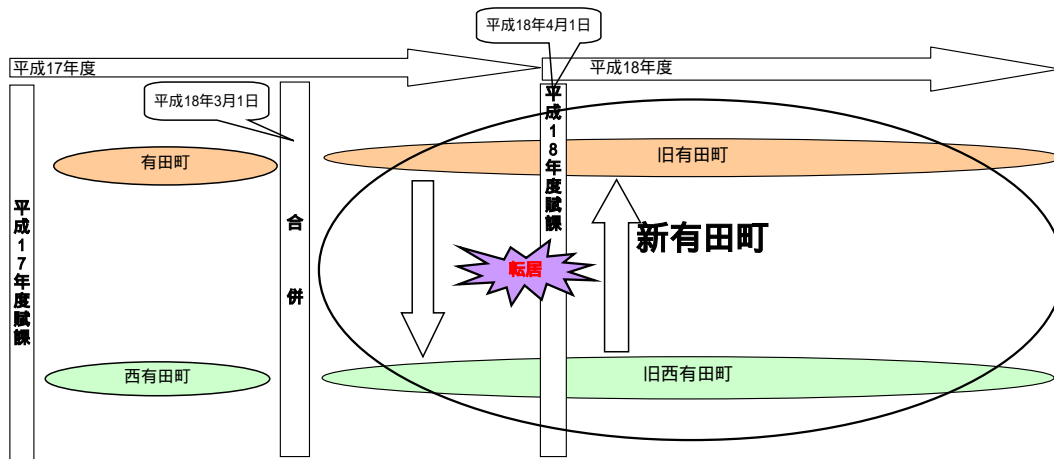 平成18年4月1日
平成17年度
平成18年度
平成18年3月1日
平成17年度賦課
合併
平成18年度賦課
有田町
旧有田町
新有田町
転居
西有田町
旧西有田町